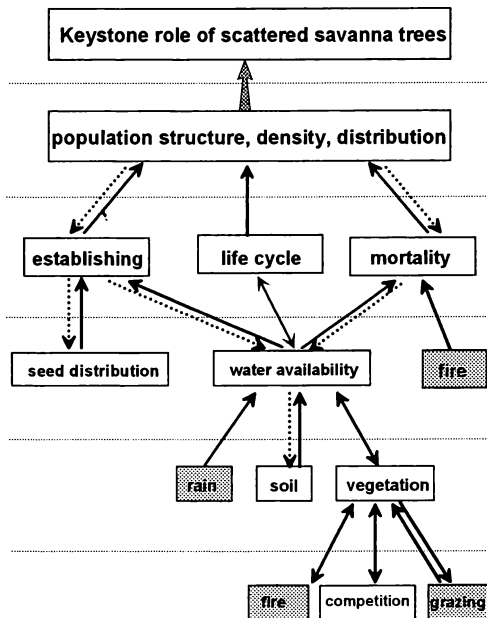 Keystone role of scattered savanna trees
population structure, density, distribution
establishing
life cycle
mortality
seed distribution
water availability
fire
rain
soil
vegetation
fire
competition
grazing